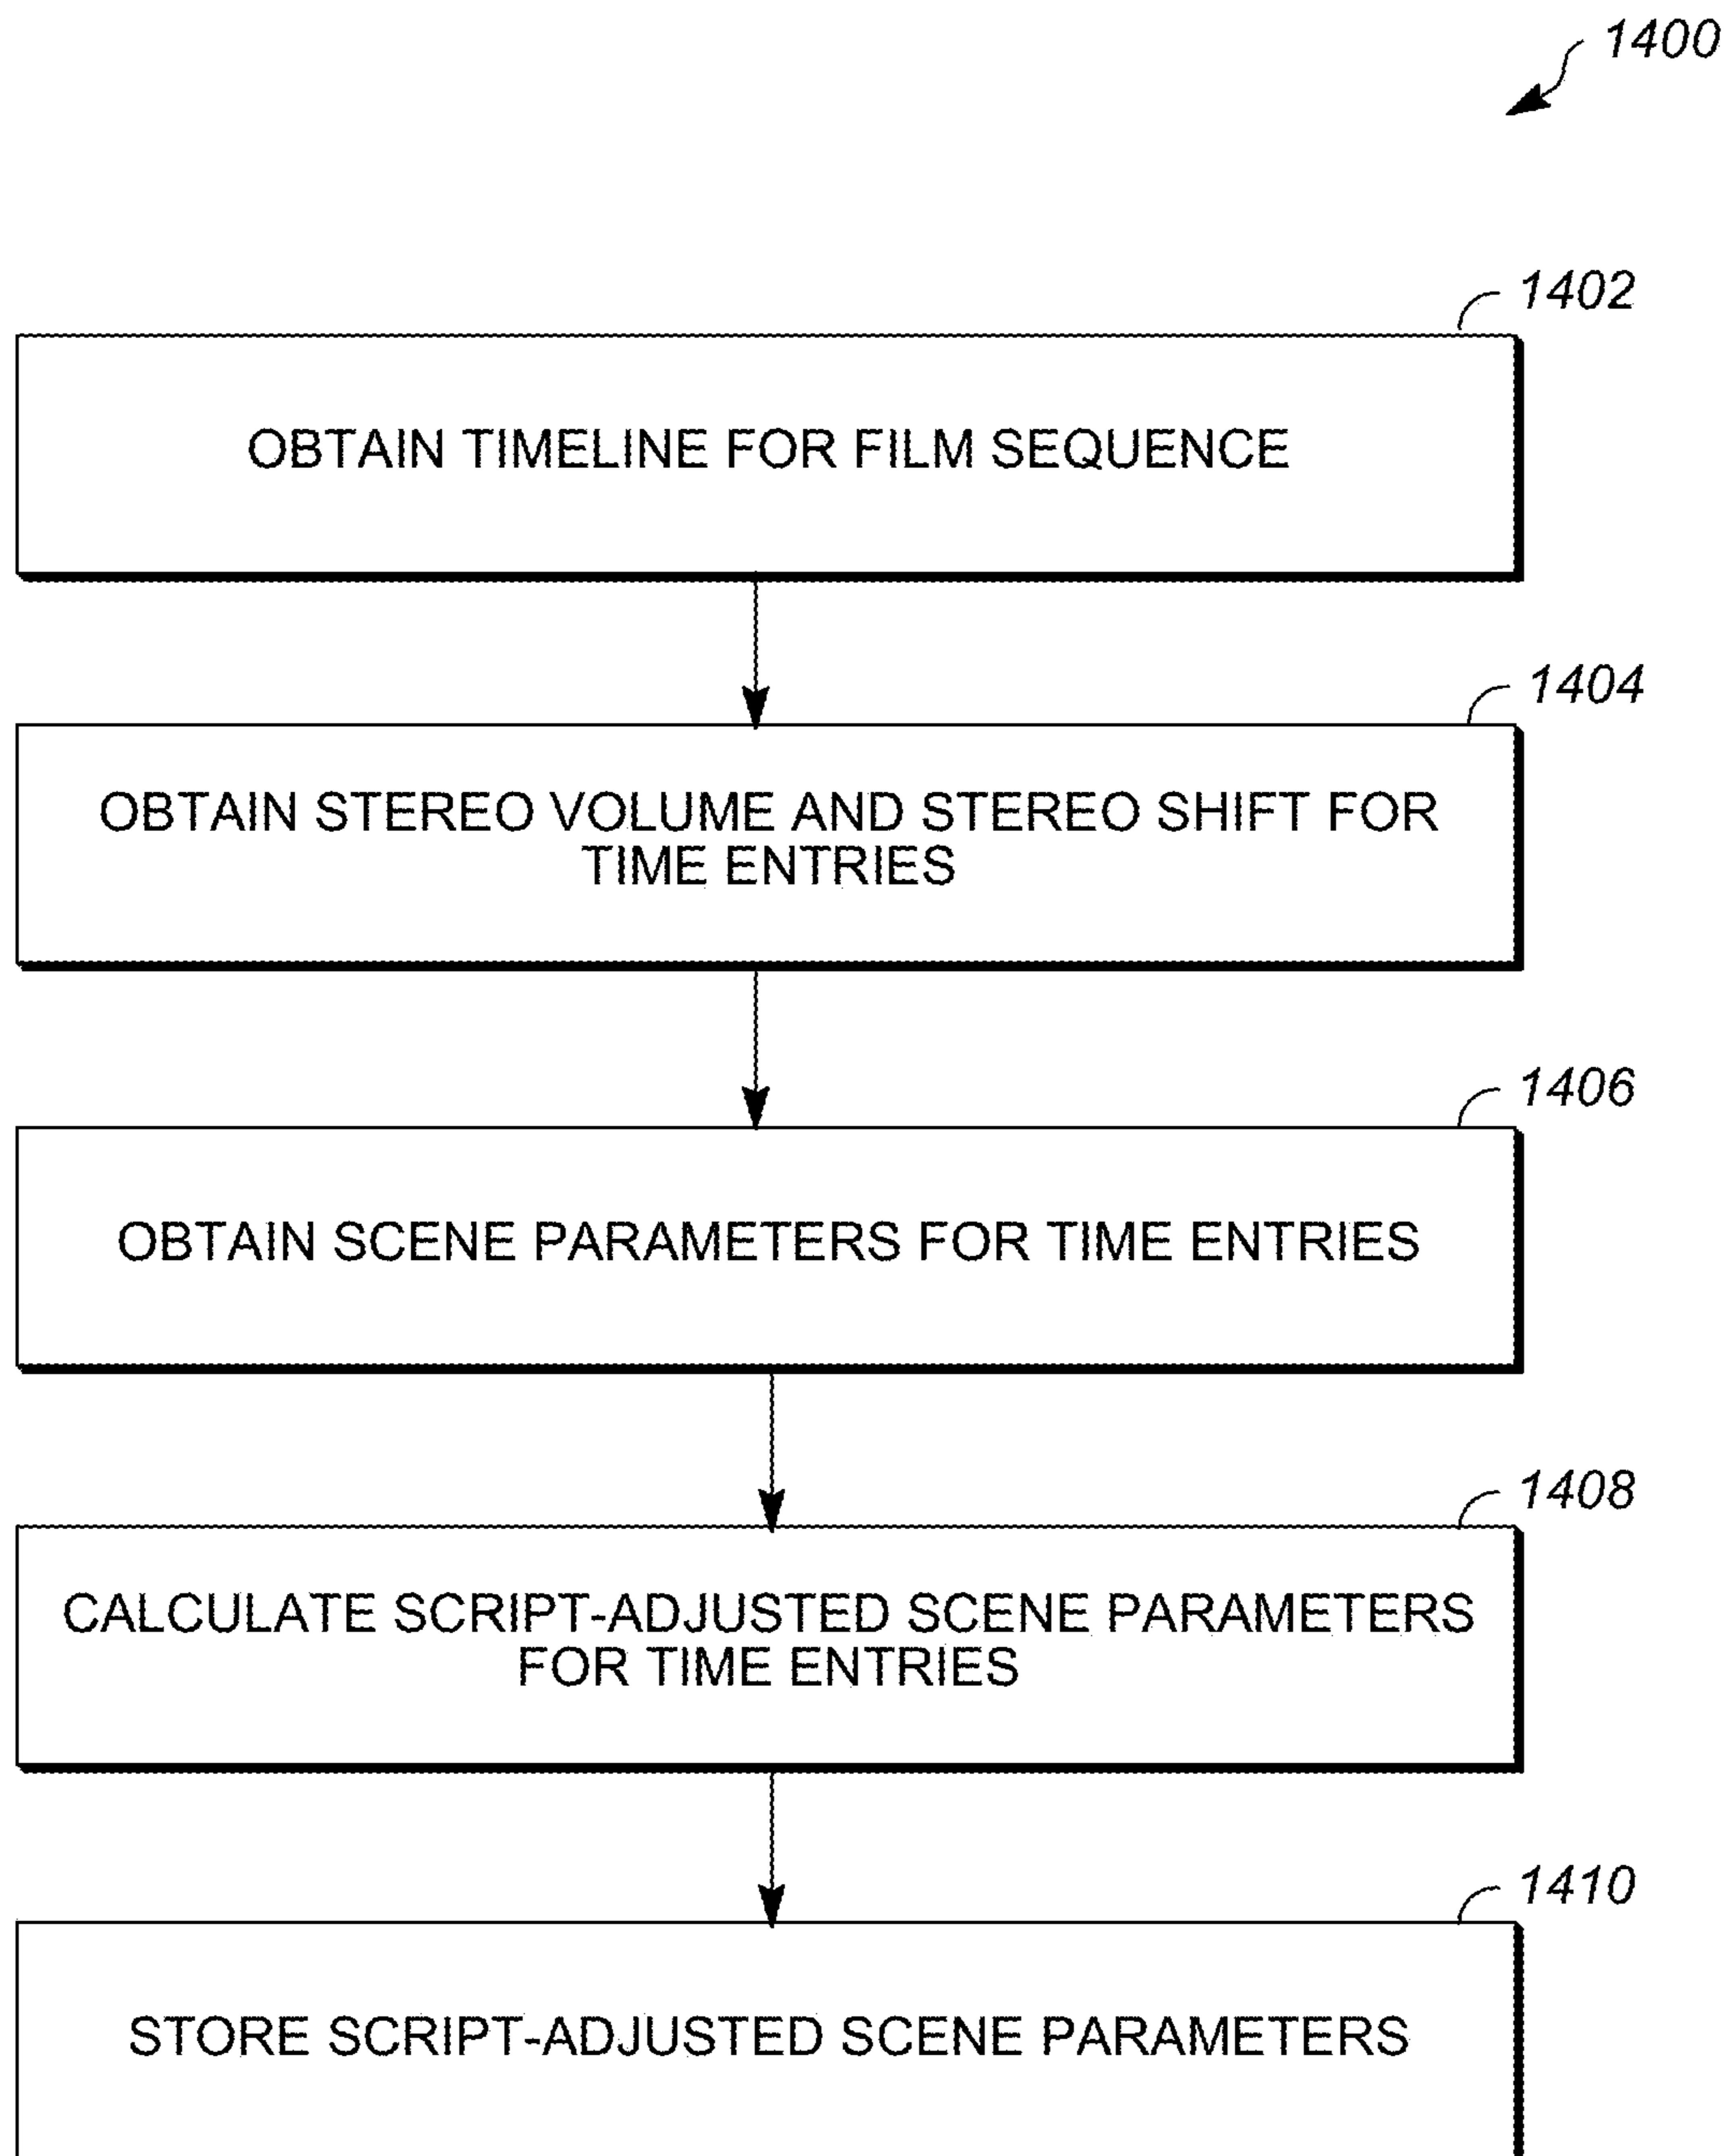 1400
1402
OBTAIN TIMELINE FOR FILM SEQUENCE
1404
OBTAIN STEREO VOLUME AND STEREO SHIFT FOR
TIME ENTRIES
1406
OBTAIN SCENE PARAMETERS FOR TIME ENTRIES
1408
CALCULATE SCRIPT-ADJUSTED SCENE PARAMETERS
FOR TIME ENTRIES
1410
STORE SCRIPT-ADJUSTED SCENE PARAMETERS